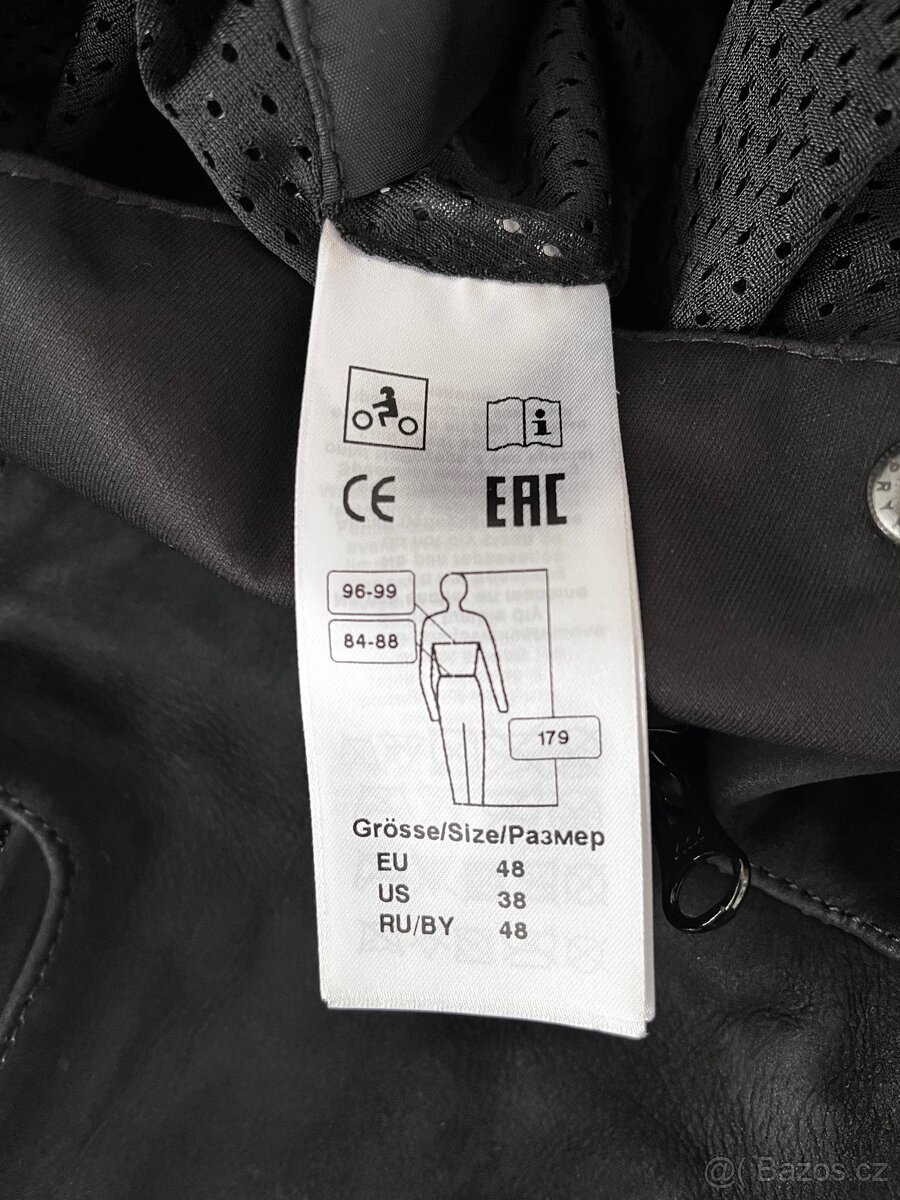 i
CE
EAC
96-99
84-88
179
Grösse/Size/Размер
EU 48
US 38
RU/BY 48
PRY
@( Bazos.cz